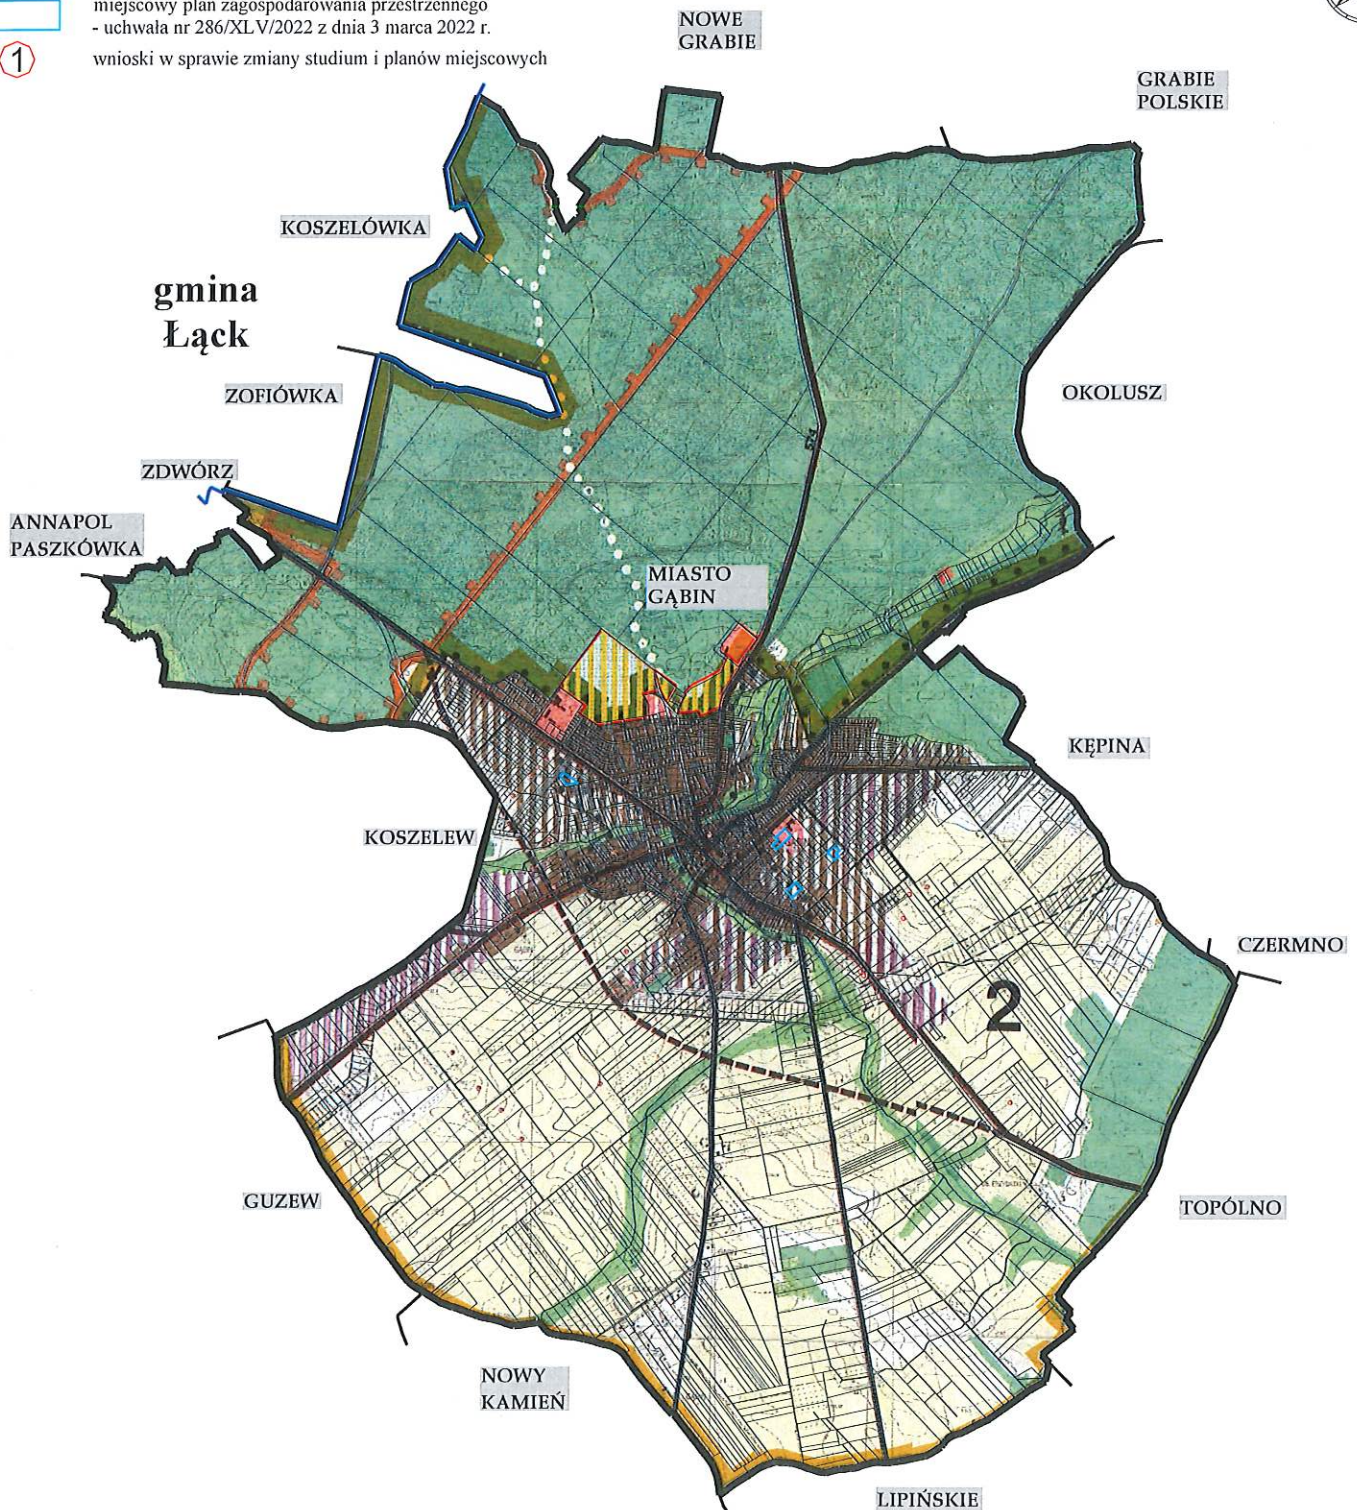 miejscowy plan zagospodarowania przestrzennego
- uchwała nr 286/XLV/2022 z dnia 3 marca 2022 r.
1
wnioski w sprawie zmiany studium i planów miejscowych
NOWE
GRABIE
GRABIE
POLSKIE
KOSZELÓWKA
gmina
Łąck
ZOFIÓWKA
OKOLUSZ
574
ZDWÓRZ
ANNAPOL
PASZKÓWKA
MIASTO
GĄBIN
KĘPINA
KOSZELEW
CZERMNO
2
GUZEW
TOPÓLNO
NOWY
KAMIEŃ
LIPIŃSKIE